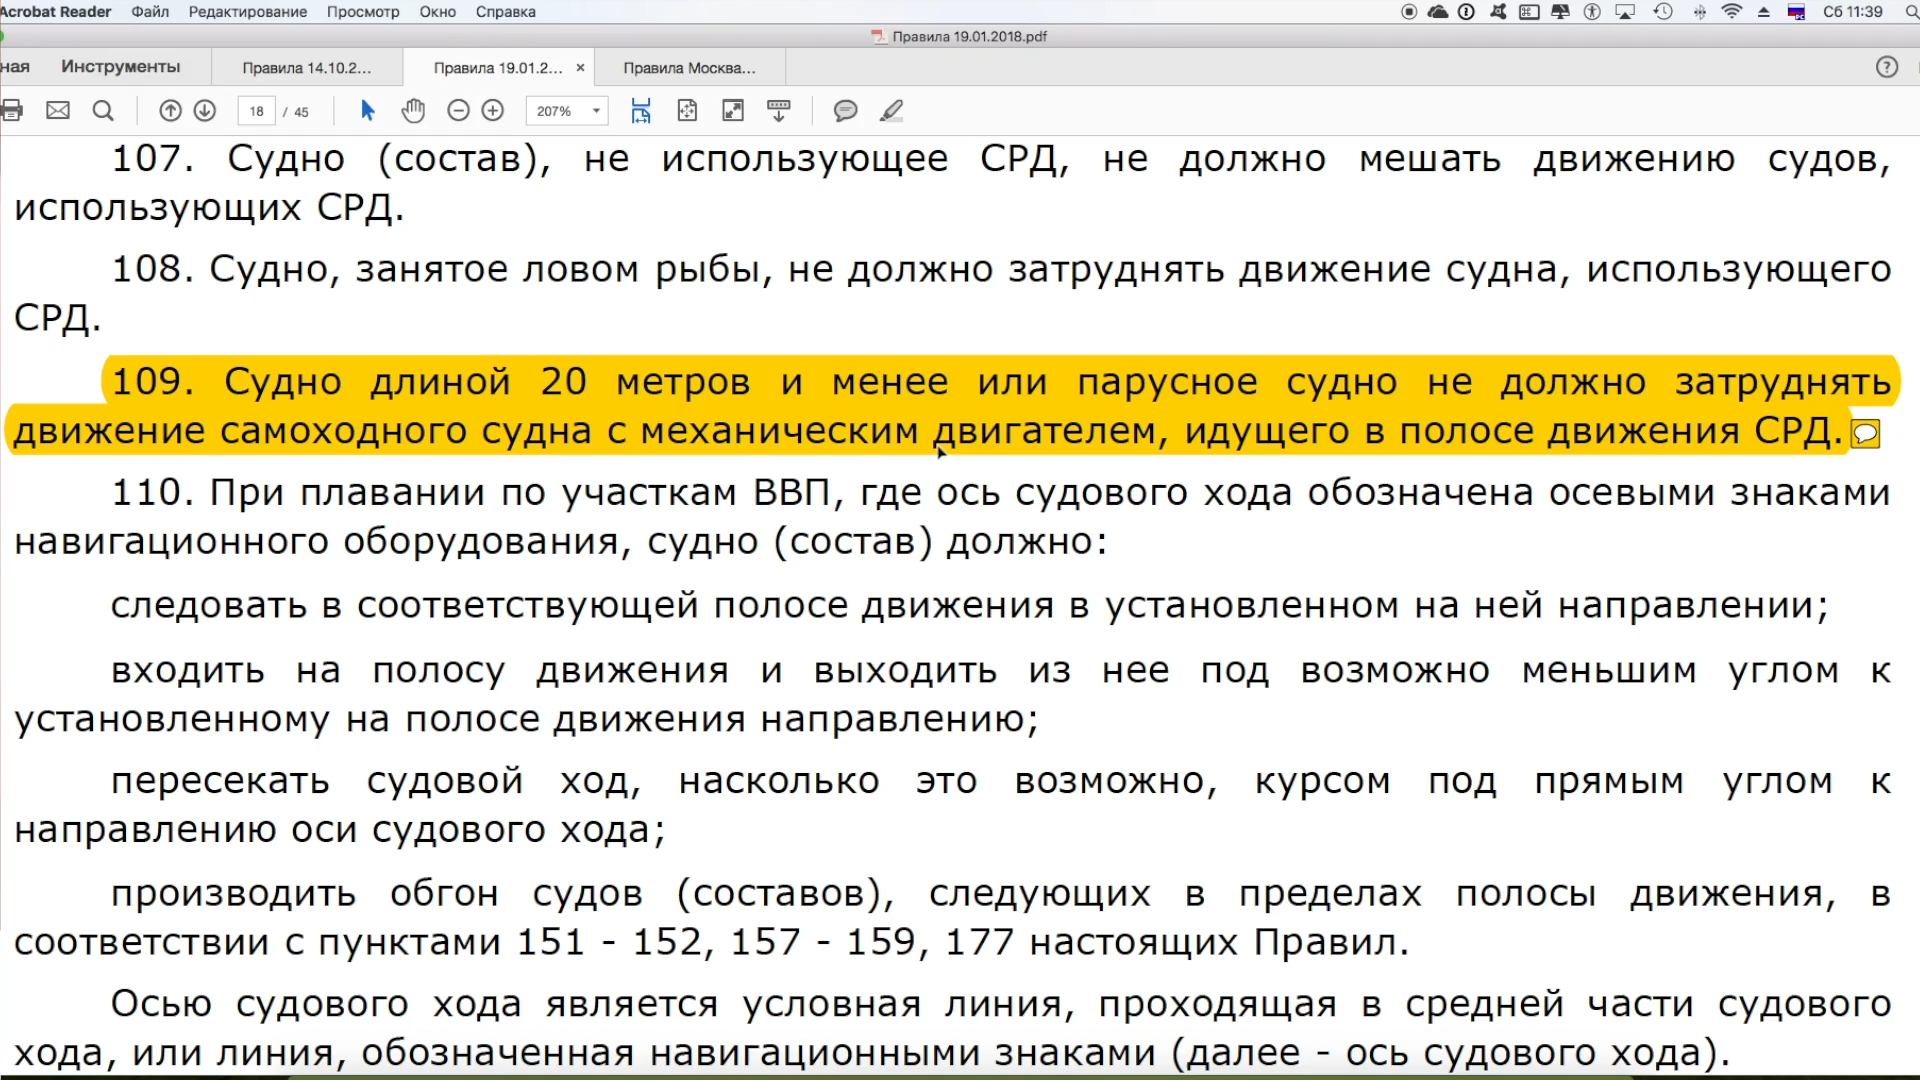 Acrobat Reader Файл Редактирование Просмотр Окно Справка Сб 11:39
Правила 19.01.2018.pdf
ная Инструменты Правила 14.10.2... Правила 19.01.2... × Правила Москва...
18 / 45 207%
107. Судно (состав), не использующее СРД, не должно мешать движению судов,
использующих СРД.
108. Судно, занятое ловом рыбы, не должно затруднять движение судна, использующего
СРД.
109. Судно длиной 20 метров и менее или парусное судно не должно затруднять
движение самоходного судна с механическим двигателем, идущего в полосе движения СРД.
110. При плавании по участкам ВВП, где ось судового хода обозначена осевыми знаками
навигационного оборудования, судно (состав) должно:
следовать в соответствующей полосе движения в установленном на ней направлении;
входить на полосу движения и выходить из нее под возможно меньшим углом к
установленному на полосе движения направлению;
пересекать судовой ход, насколько это возможно, курсом под прямым углом к
направлению оси судового хода;
производить обгон судов (составов), следующих в пределах полосы движения, в
соответствии с пунктами 151 - 152, 157 - 159, 177 настоящих Правил.
Осью судового хода является условная линия, проходящая в средней части судового
хода, или линия, обозначенная навигационными знаками (далее - ось судового хода).